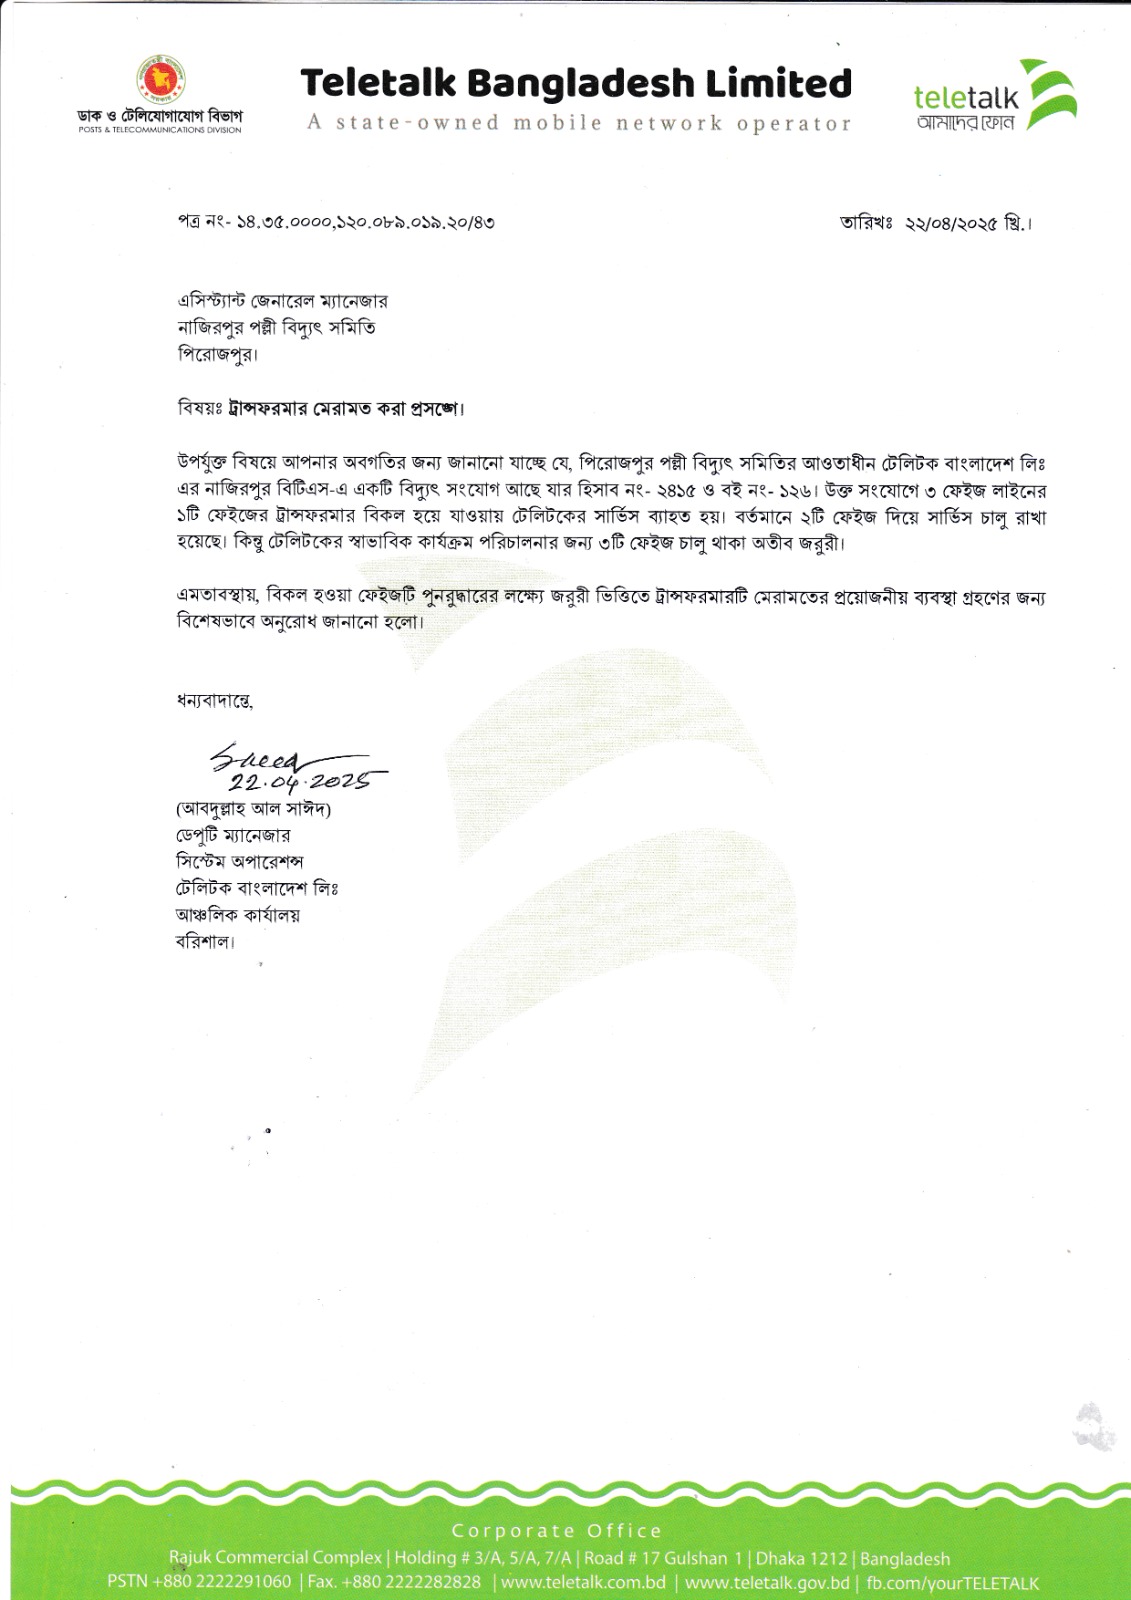 ডাক ও টেলিযোগাযোগ বিভাগ
POSTS & TELECOMMUNICATIONS DIVISION
Teletalk Bangladesh Limited
A state-owned mobile network operator
teletalk
আমাদের ফোন
পত্র নং- ১৪.৩৫.০০০০,১২০.০৮৯.০১৯.২০/৪৩
তারিখঃ ২২/০৪/২০২৫ খ্রি.।
এসিস্ট্যান্ট জেনারেল ম্যানেজার
নাজিরপুর পল্লী বিদ্যুৎ সমিতি
পিরোজপুর।
বিষয়ঃ ট্রান্সফরমার মেরামত করা প্রসঙ্গে।
উপর্যুক্ত বিষয়ে আপনার অবগতির জন্য জানানো যাচ্ছে যে, পিরোজপুর পল্লী বিদ্যুৎ সমিতির আওতাধীন টেলিটক বাংলাদেশ লিঃ
এর নাজিরপুর বিটিএস-এ একটি বিদ্যুৎ সংযোগ আছে যার হিসাব নং- ২৪১৫ ও বই নং- ১২৬। উক্ত সংযোগে ৩ ফেইজ লাইনের
১টি ফেইজের ট্রান্সফরমার বিকল হয়ে যাওয়ায় টেলিটকের সার্ভিস ব্যাহত হয়। বর্তমানে ২টি ফেইজ দিয়ে সার্ভিস চালু রাখা
হয়েছে। কিন্তু টেলিটকের স্বাভাবিক কার্যক্রম পরিচালনার জন্য ৩টি ফেইজ চালু থাকা অতীব জরুরী।
এমতাবস্থায়, বিকল হওয়া ফেইজটি পুনরুদ্ধারের লক্ষ্যে জরুরী ভিত্তিতে ট্রান্সফরমারটি মেরামতের প্রয়োজনীয় ব্যবস্থা গ্রহণের জন্য
বিশেষভাবে অনুরোধ জানানো হলো।
ধন্যবাদান্তে,
Saeed
22.04.2025
(আবদুল্লাহ আল সাঈদ)
ডেপুটি ম্যানেজার
সিস্টেম অপারেশন্স
টেলিটক বাংলাদেশ লিঃ
আঞ্চলিক কার্যালয়
বরিশাল।
Corporate Office
Rajuk Commercial Complex | Holding # 3/A, 5/A, 7/A | Road # 17 Gulshan 1 | Dhaka 1212 | Bangladesh
PSTN +880 2222291060 | Fax. +880 2222282828 | www.teletalk.com.bd | www.teletalk.gov.bd | fb.com/yourTELETALK